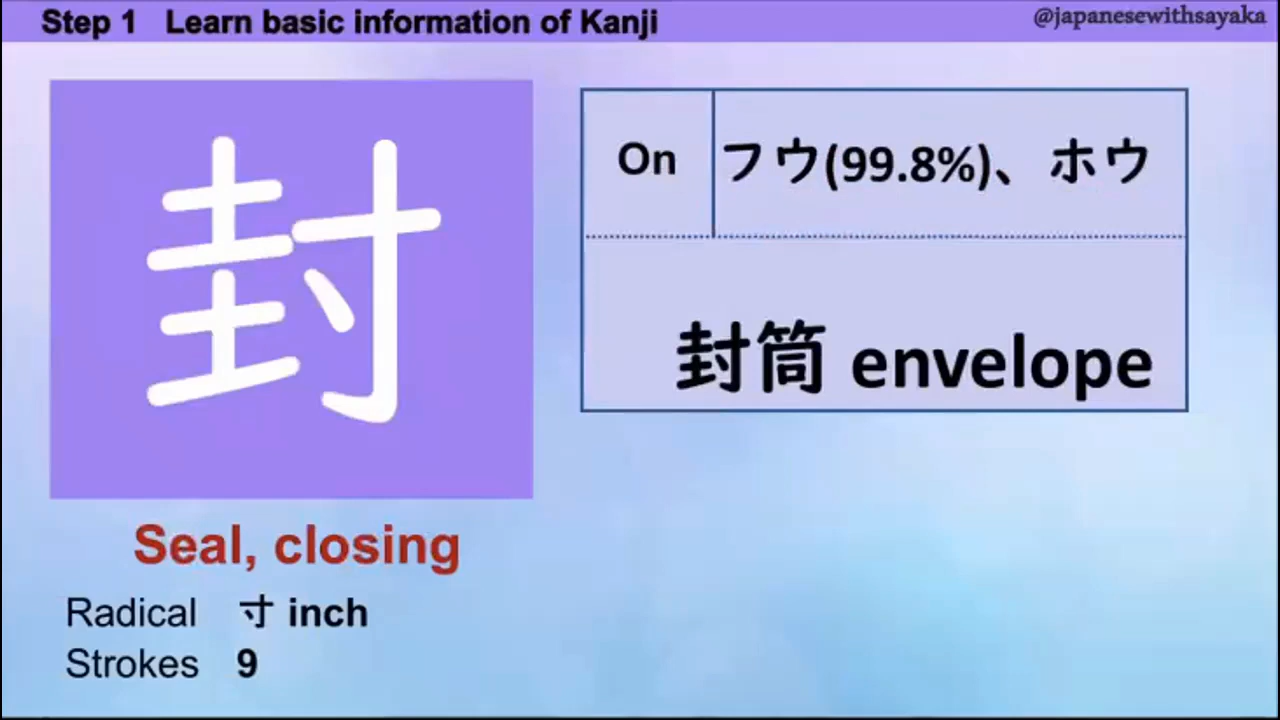 Step 1 Learn basic information of Kanji
@japanesewithsayaka
封
On フウ(99.8%)、ホウ
封筒 envelope
Seal, closing
Radical 寸 inch
Strokes 9